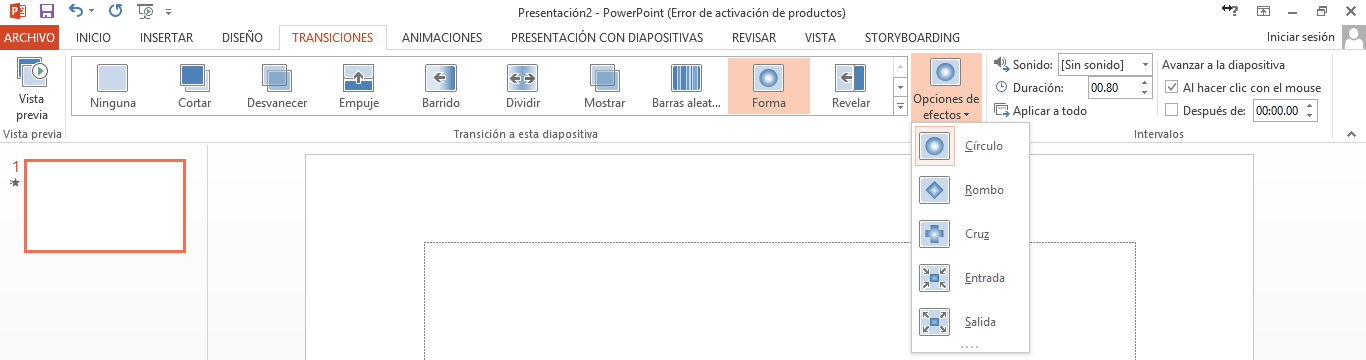 Presentación2 - PowerPoint (Error de activación de productos)
ARCHIVO INICIO INSERTAR DISEÑO TRANSICIONES ANIMACIONES PRESENTACIÓN CON DIAPOSITIVAS REVISAR VISTA STORYBOARDING Iniciar sesión
Vista previa
Ninguna Cortar Desvanecer Empuje Barrido Dividir Mostrar Barras aleat... Forma Revelar
Opciones de efectos
Sonido: [Sin sonido]
Duración: 00.80
Aplicar a todo
Avanzar a la diapositiva
Al hacer clic con el mouse
Después de: 00:00.00
Vista previa Transición a esta diapositiva Intervalos
Círculo
Rombo
Cruz
Entrada
Salida
1